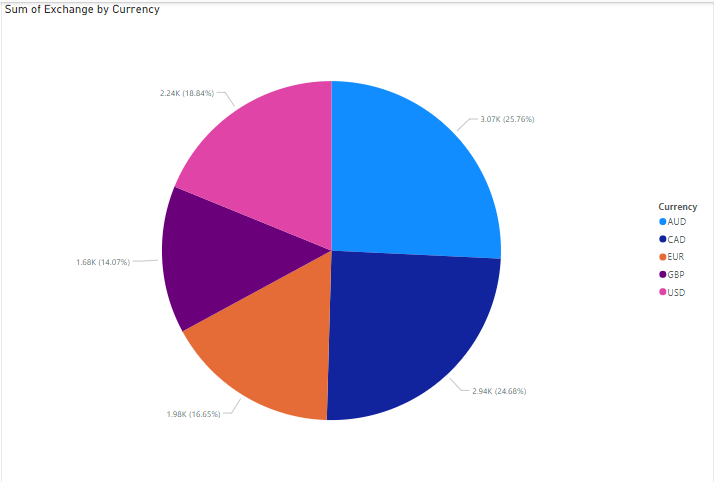 Sum of Exchange by Currency
2.24K (18.84%)
3.07K (25.76%)
Currency
AUD
CAD
EUR
GBP
USD
1.68K (14.07%)
2.94K (24.68%)
1.98K (16.65%)